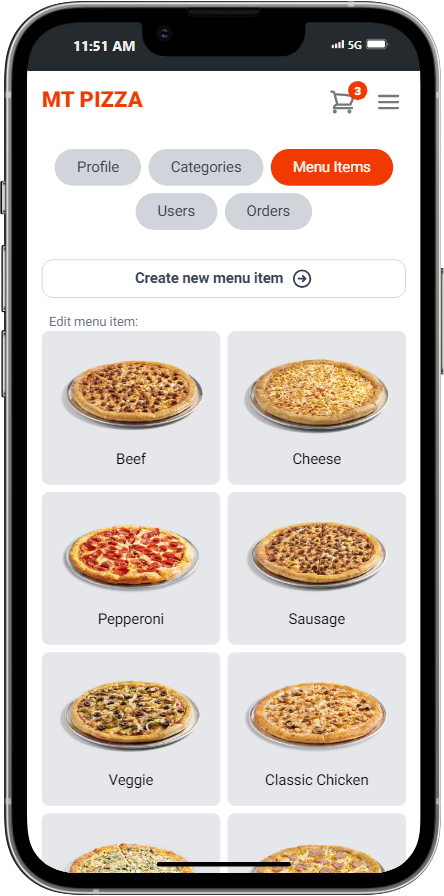 11:51 AM 5G
MT PIZZA 3
Profile Categories Menu Items
Users Orders
Create new menu item
Edit menu item:
Beef Cheese
Pepperoni Sausage
Veggie Classic Chicken